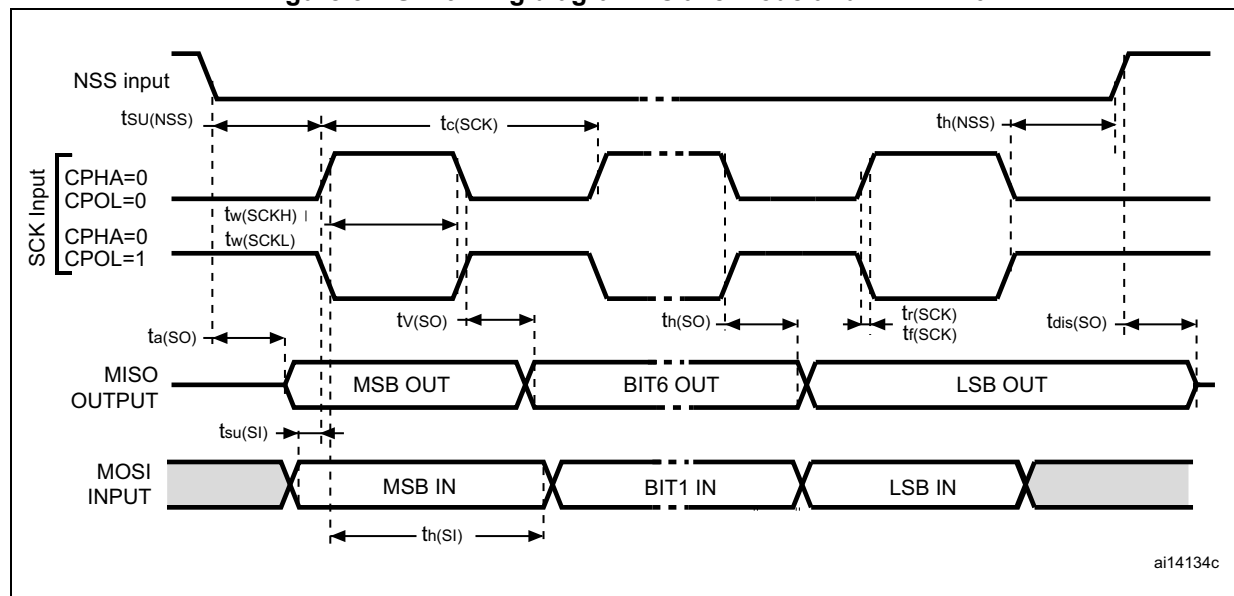 NSS input
tSU(NSS)
tc(SCK)
th(NSS)
SCK Input
CPHA=0
CPOL=0
tw(SCKH)
CPHA=0
tw(SCKL)
CPOL=1
tV(SO)
th(SO)
tr(SCK)
tf(SCK)
tdis(SO)
ta(SO)
MISO
OUTPUT
MSB OUT
BIT6 OUT
LSB OUT
tsu(SI)
MOSI
INPUT
MSB IN
BIT1 IN
LSB IN
th(SI)
ai14134c